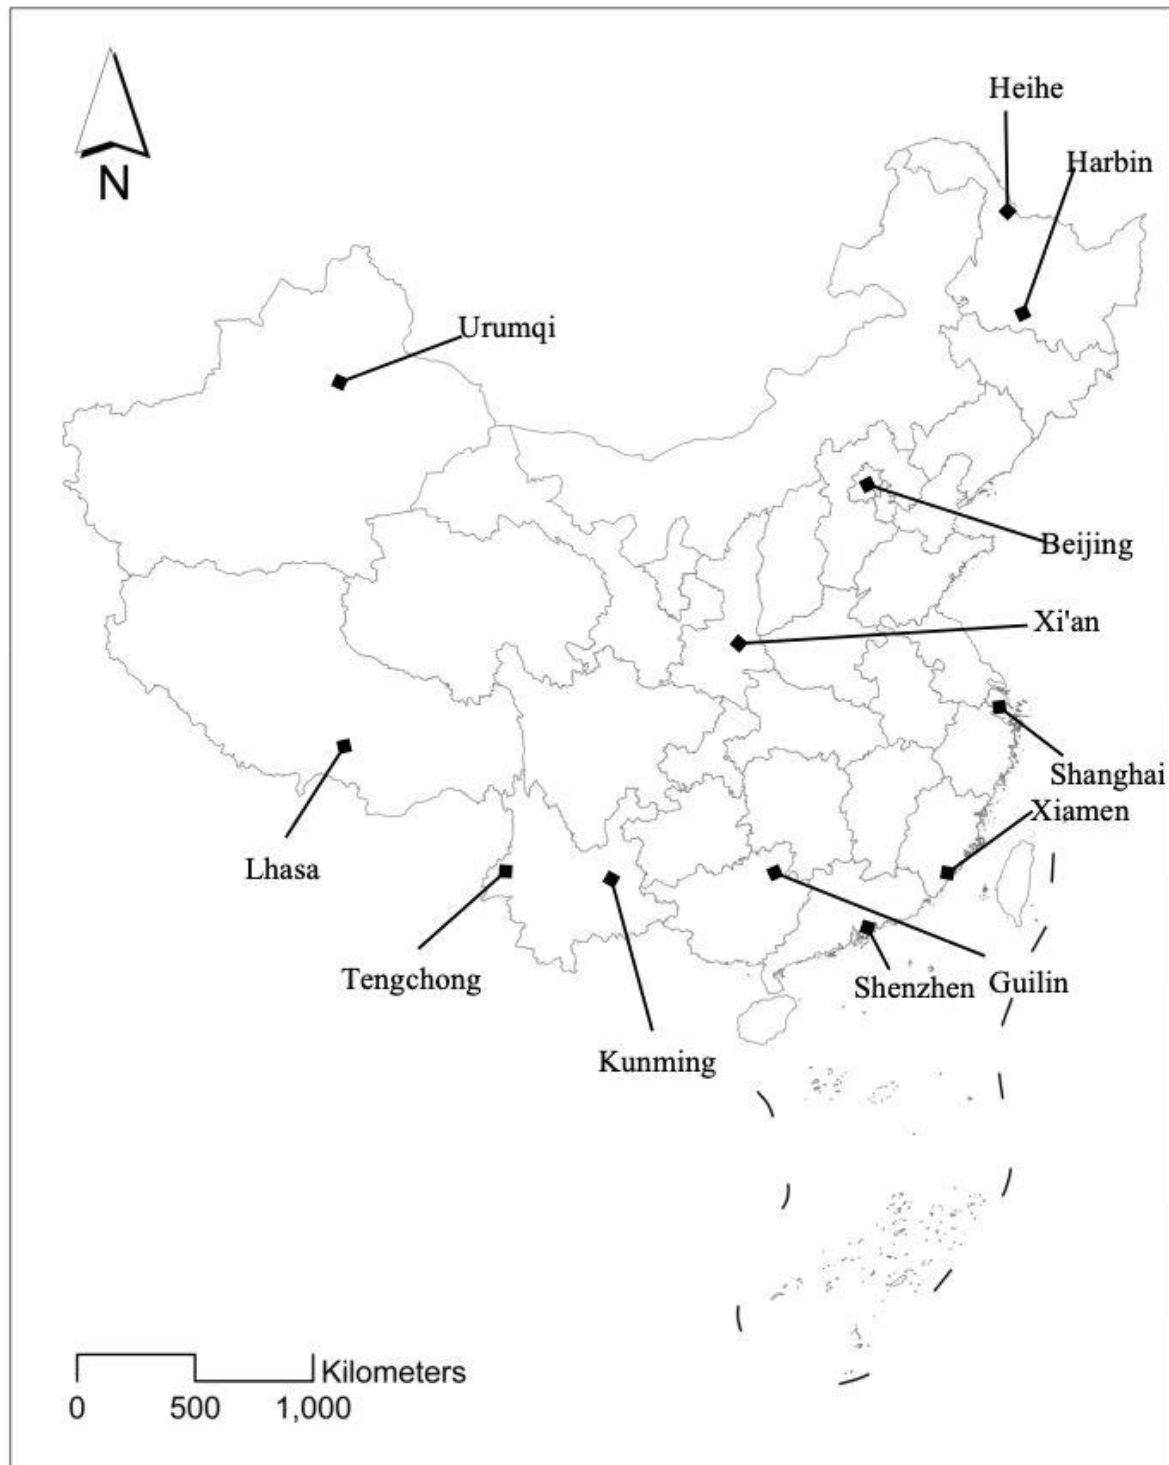 Heihe
N
Harbin
Urumqi
Beijing
Xi'an
Shanghai
Xiamen
Lhasa
Tengchong
Shenzhen
Guilin
Kunming
Kilometers
0 500 1,000